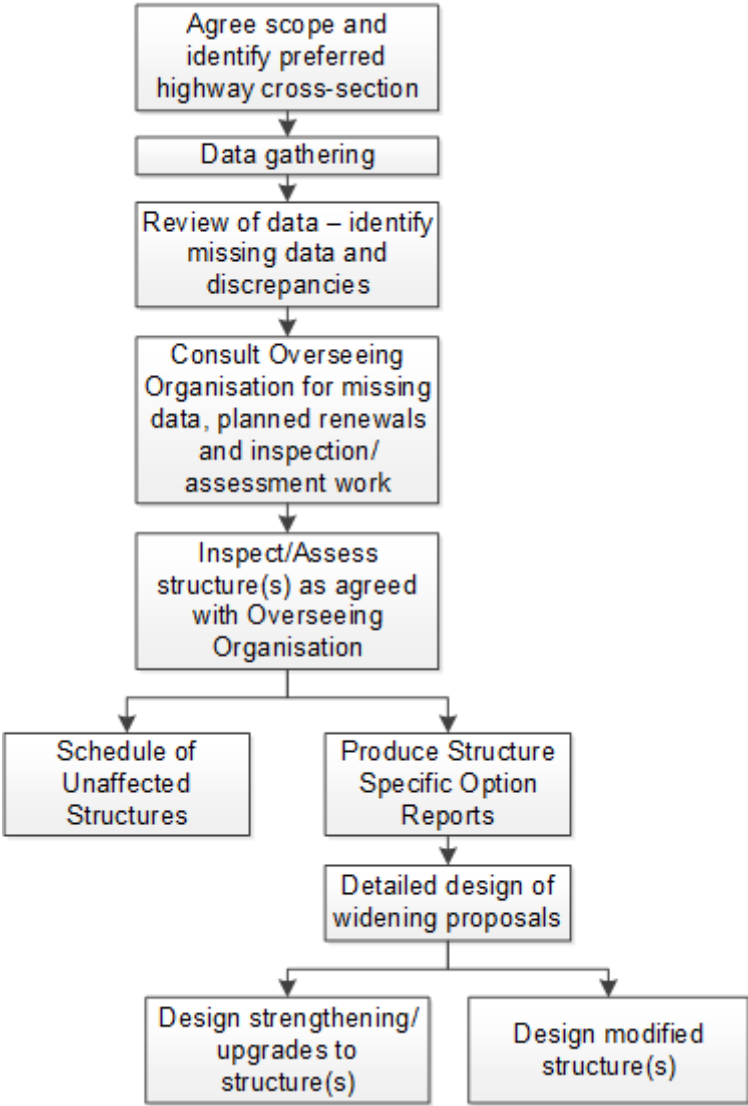 Agree scope and
identify preferred
highway cross-section
Data gathering
Review of data – identify
missing data and
discrepancies
Consult Overseeing
Organisation for missing
data, planned renewals
and inspection/
assessment work
Inspect/Assess
structure(s) as agreed
with Overseeing
Organisation
Schedule of
Unaffected
Structures
Produce Structure
Specific Option
Reports
Detailed design of
widening proposals
Design strengthening/
upgrades to
structure(s)
Design modified
structure(s)